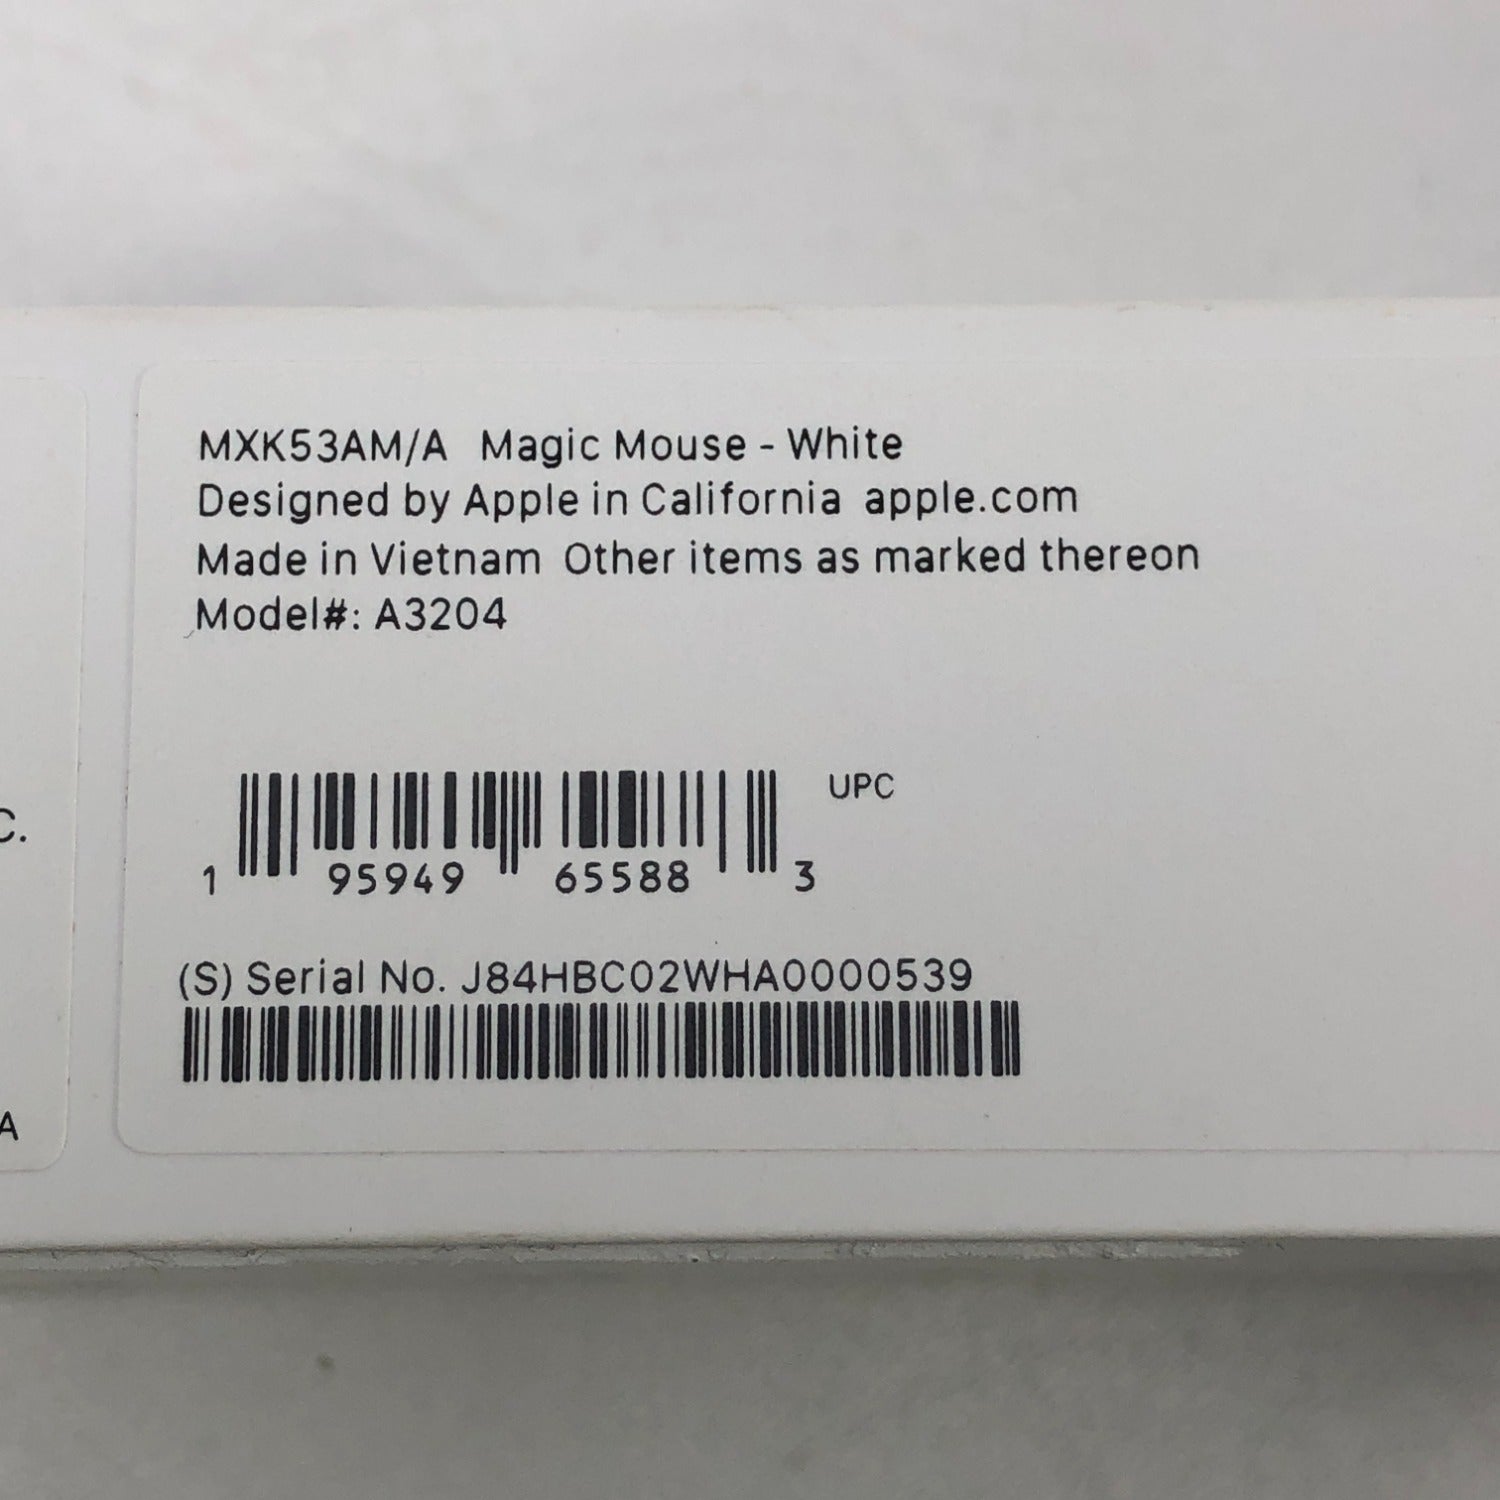 MXK53AM/A Magic Mouse - White
Designed by Apple in California apple.com
Made in Vietnam Other items as marked thereon
Model#: A3204
UPC
1 95949 65588 3
(S) Serial No. J84HBC02WHA0000539
C.
A